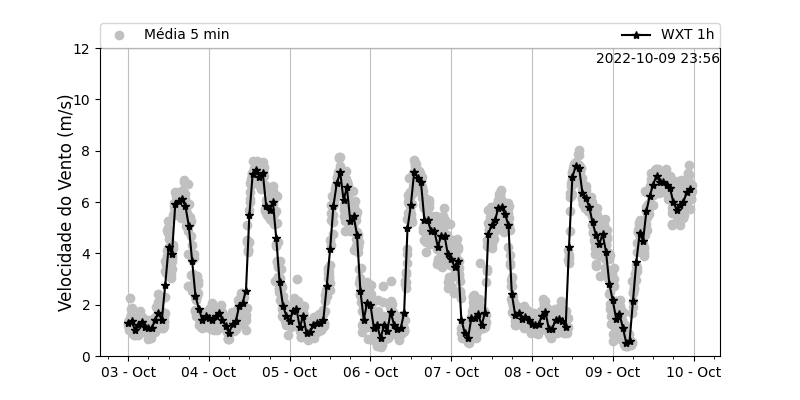 Média 5 min
WXT 1h
2022-10-09 23:56
Velocidade do Vento (m/s)
12
10
8
6
4
2
0
03 - Oct
04 - Oct
05 - Oct
06 - Oct
07 - Oct
08 - Oct
09 - Oct
10 - Oct